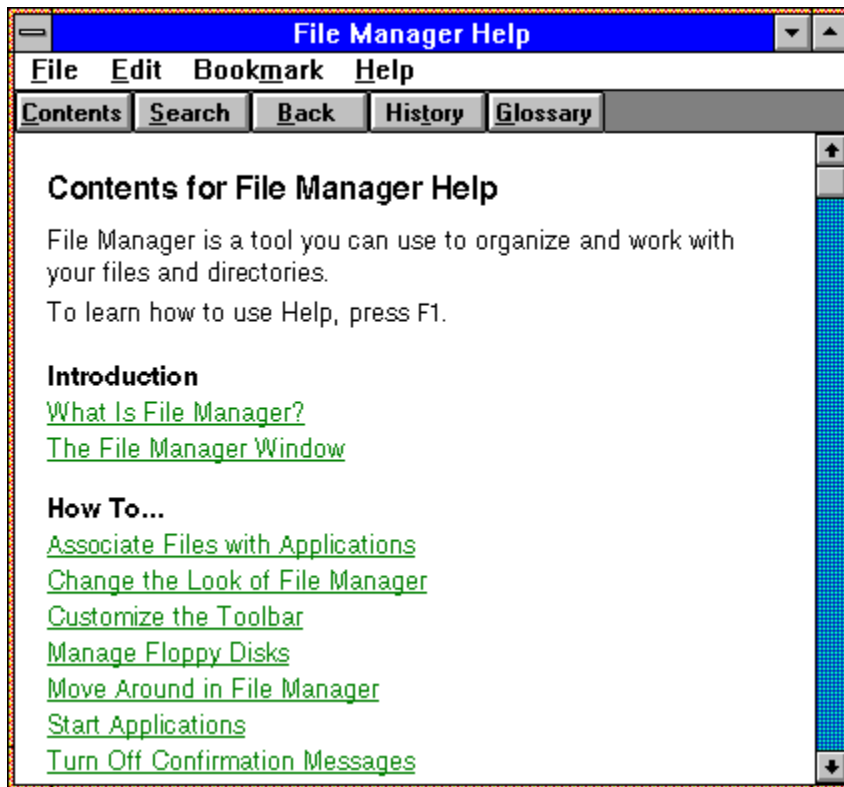 File Manager Help
File Edit Bookmark Help
Contents Search Back History Glossary
Contents for File Manager Help
File Manager is a tool you can use to organize and work with
your files and directories.
To learn how to use Help, press F1.
Introduction
What Is File Manager?
The File Manager Window
How To...
Associate Files with Applications
Change the Look of File Manager
Customize the Toolbar
Manage Floppy Disks
Move Around in File Manager
Start Applications
Turn Off Confirmation Messages